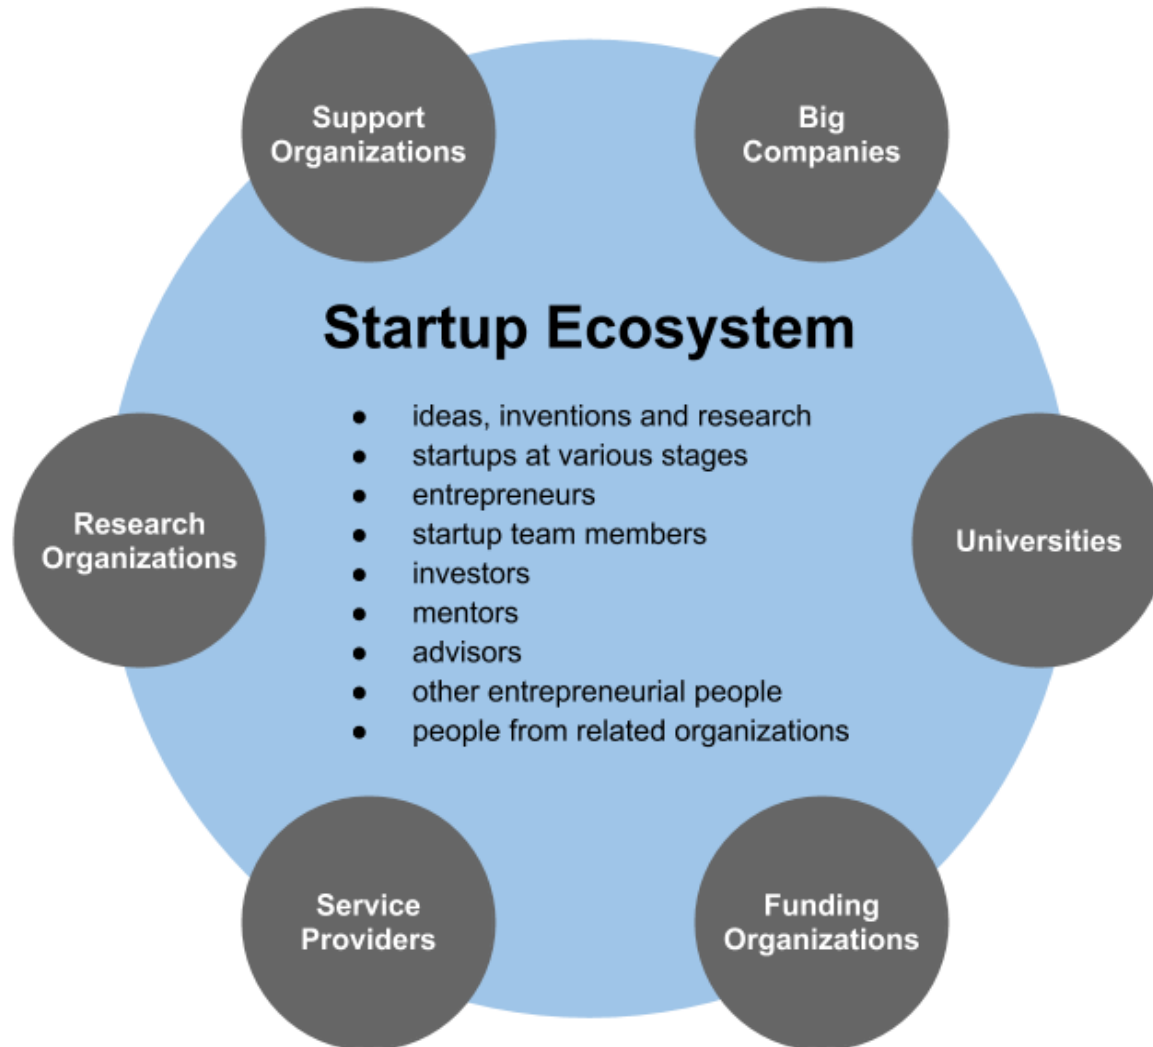 Support
Organizations
Big
Companies
Startup Ecosystem
● ideas, inventions and research
● startups at various stages
● entrepreneurs
● startup team members
● investors
● mentors
● advisors
● other entrepreneurial people
● people from related organizations
Research
Organizations
Universities
Service
Providers
Funding
Organizations